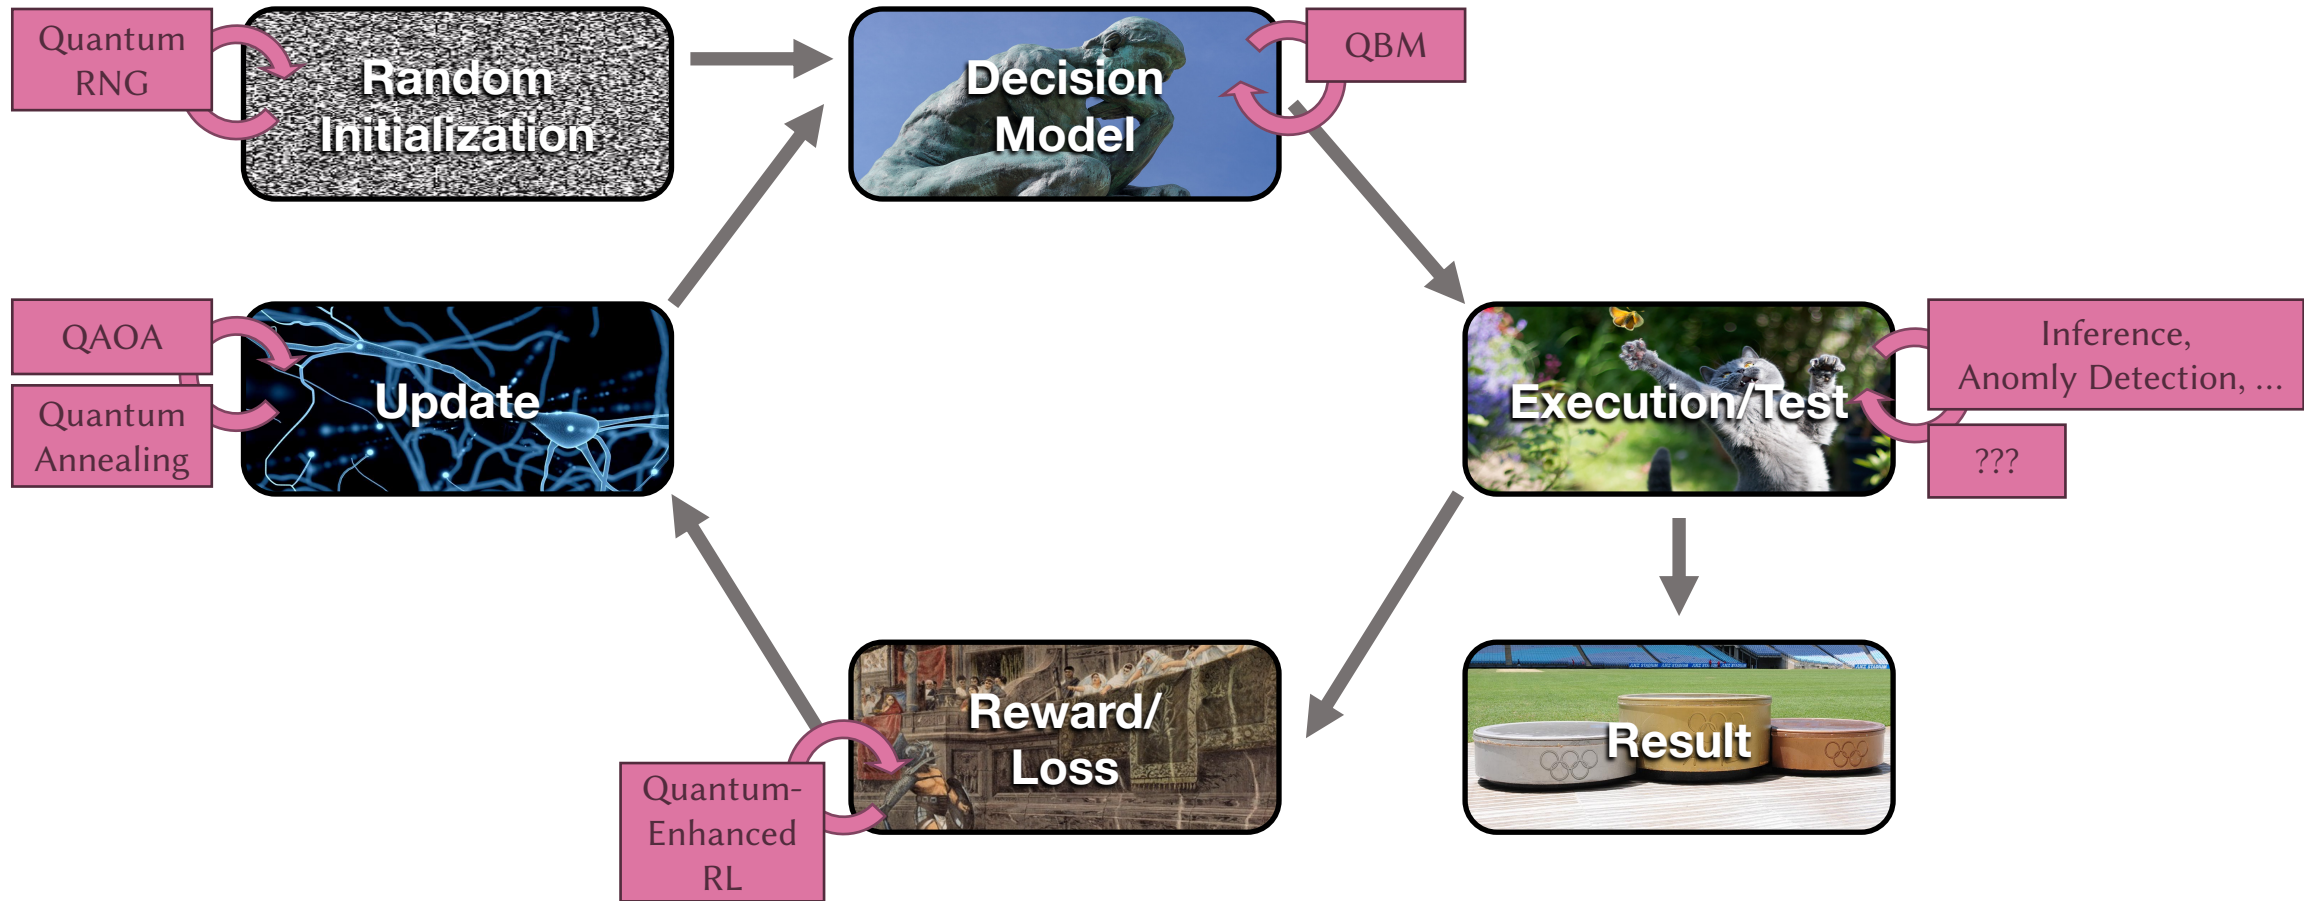 Quantum
RNG
Random
Initialization
Decision
Model
QBM
QAOA
Quantum
Annealing
Update
Execution/Test
Inference,
Anomly Detection, ...
???
Quantum-
Enhanced
RL
Reward/
Loss
Result